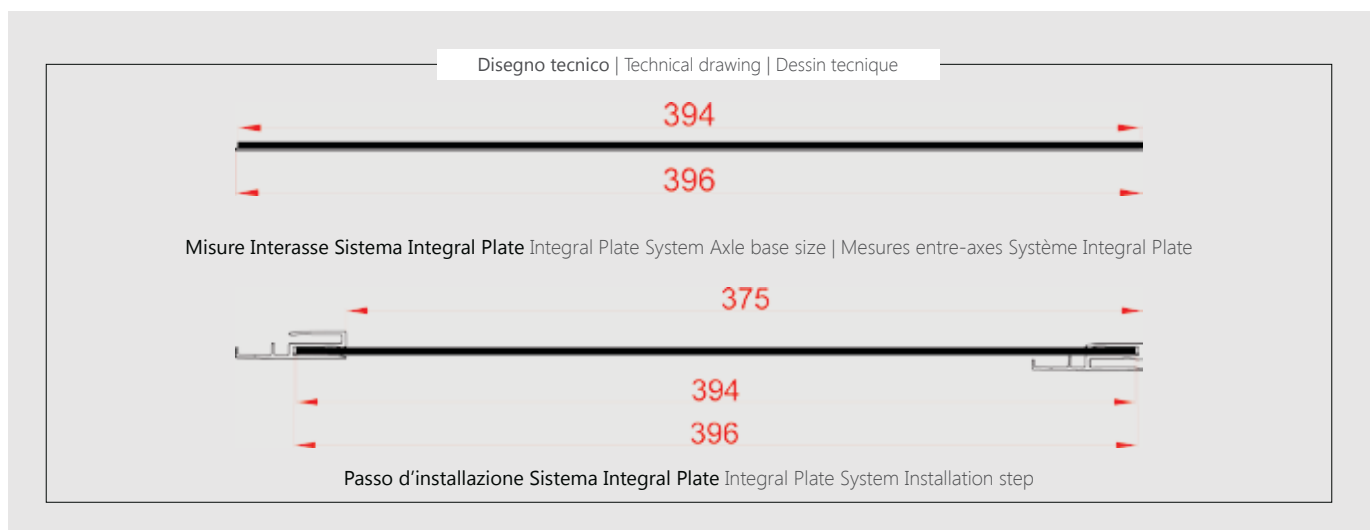 Disegno tecnico | Technical drawing | Dessin tecnique
394
396
Misure Interasse Sistema Integral Plate Integral Plate System Axle base size | Mesures entre-axes Système Integral Plate
375
394
396
Passo d’installazione Sistema Integral Plate Integral Plate System Installation step